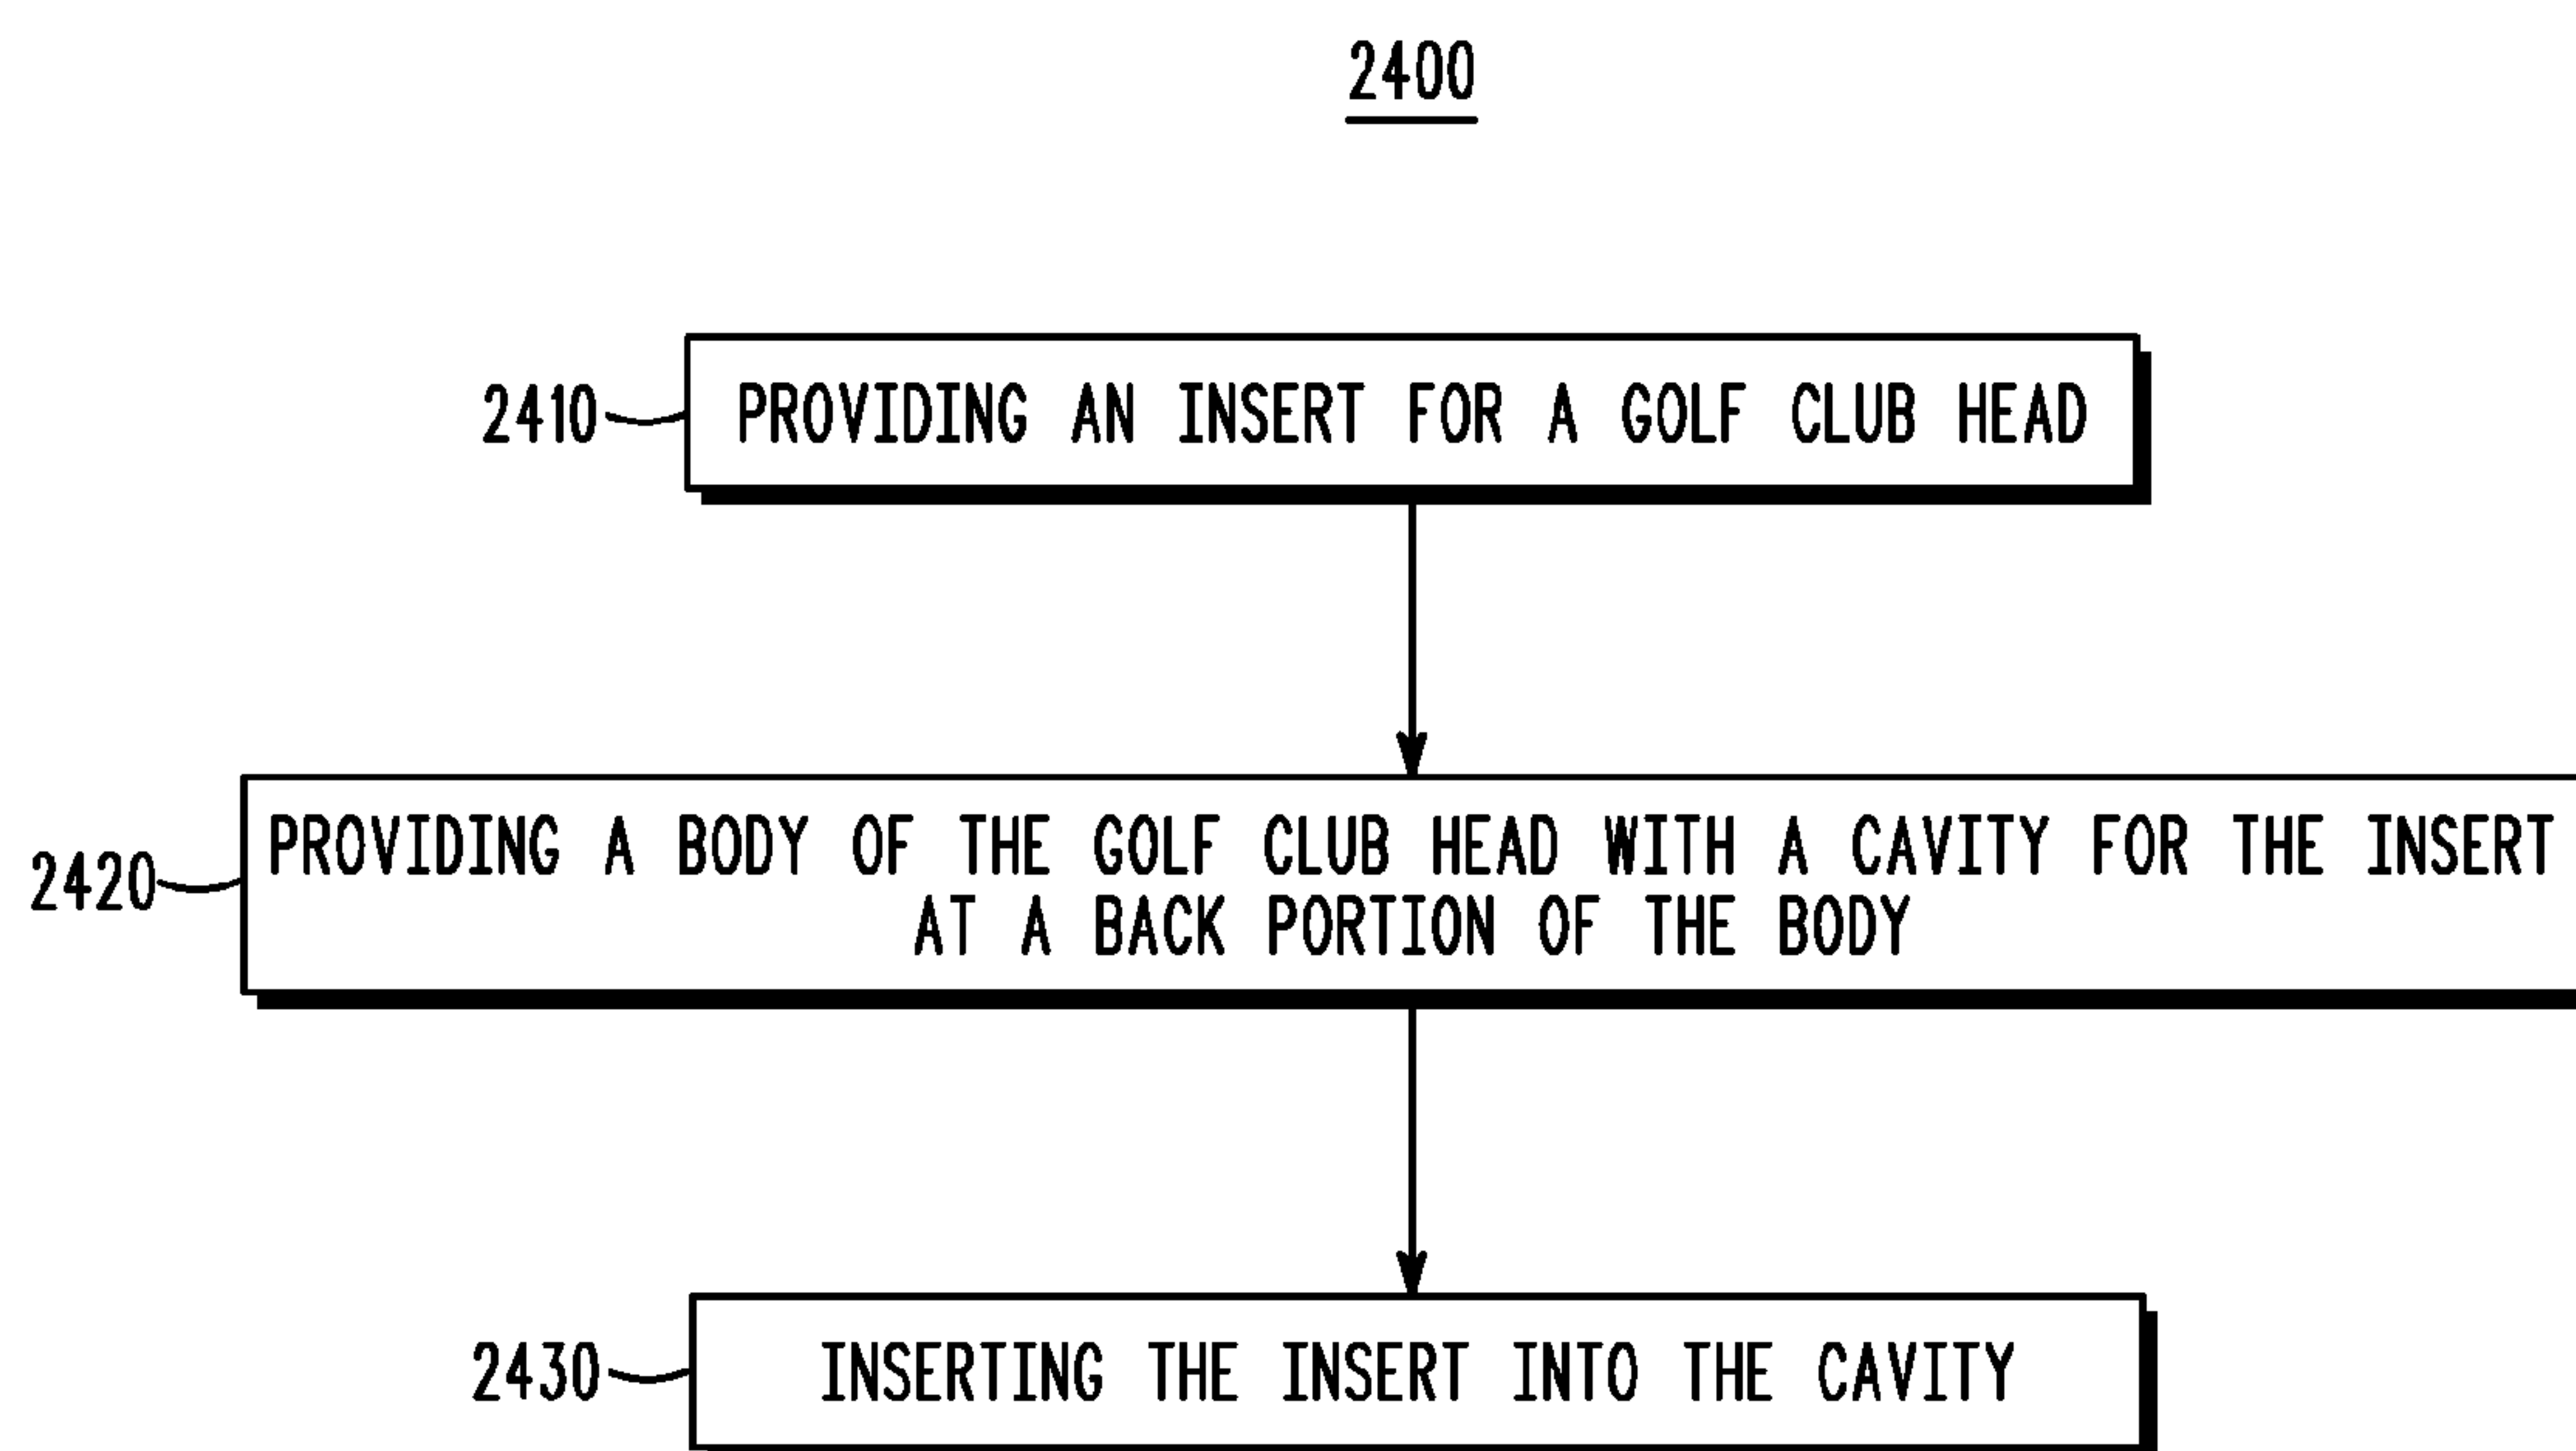 2400
2410 PROVIDING AN INSERT FOR A GOLF CLUB HEAD
2420 PROVIDING A BODY OF THE GOLF CLUB HEAD WITH A CAVITY FOR THE INSERT
AT A BACK PORTION OF THE BODY
2430 INSERTING THE INSERT INTO THE CAVITY